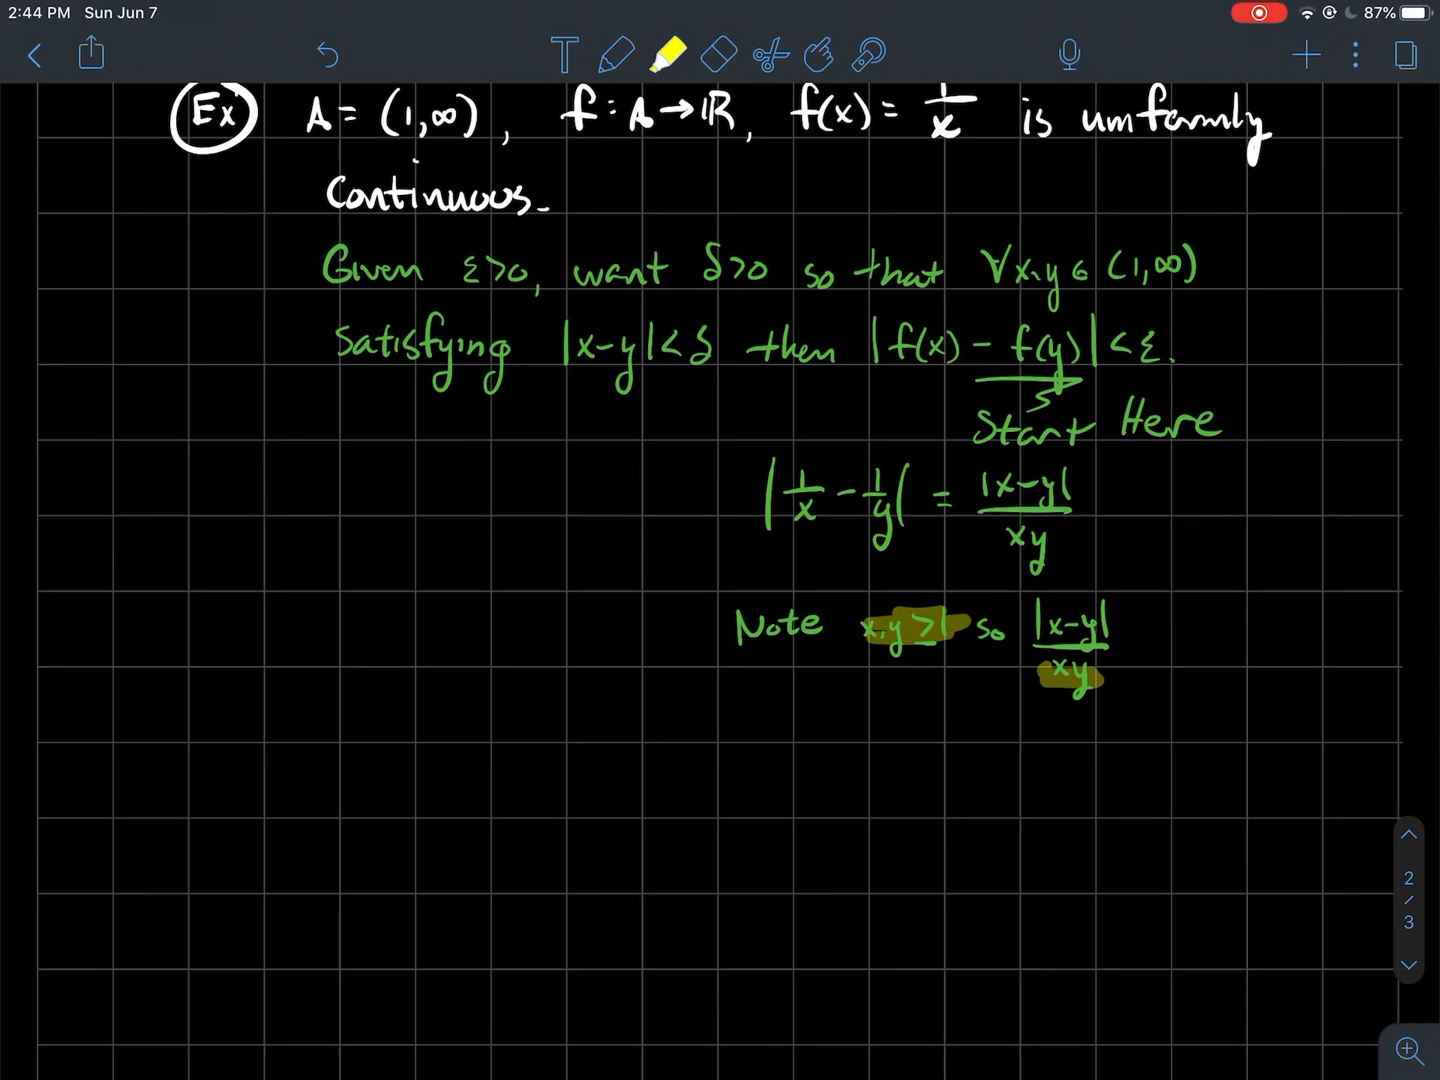 2:44 PM Sun Jun 7 87%
Ex A = (1,∞), f: A→ℝ, f(x) = 1/x is uniformly
continuous.
Given ε>0, want δ>0 so that ∀x,y ∈ (1,∞)
Satisfying |x-y|<δ then |f(x) - f(y)|<ε.
Start Here
|1/x - 1/y| = |x-y|/xy
Note x,y ≥1 so |x-y|/xy
2
/
3